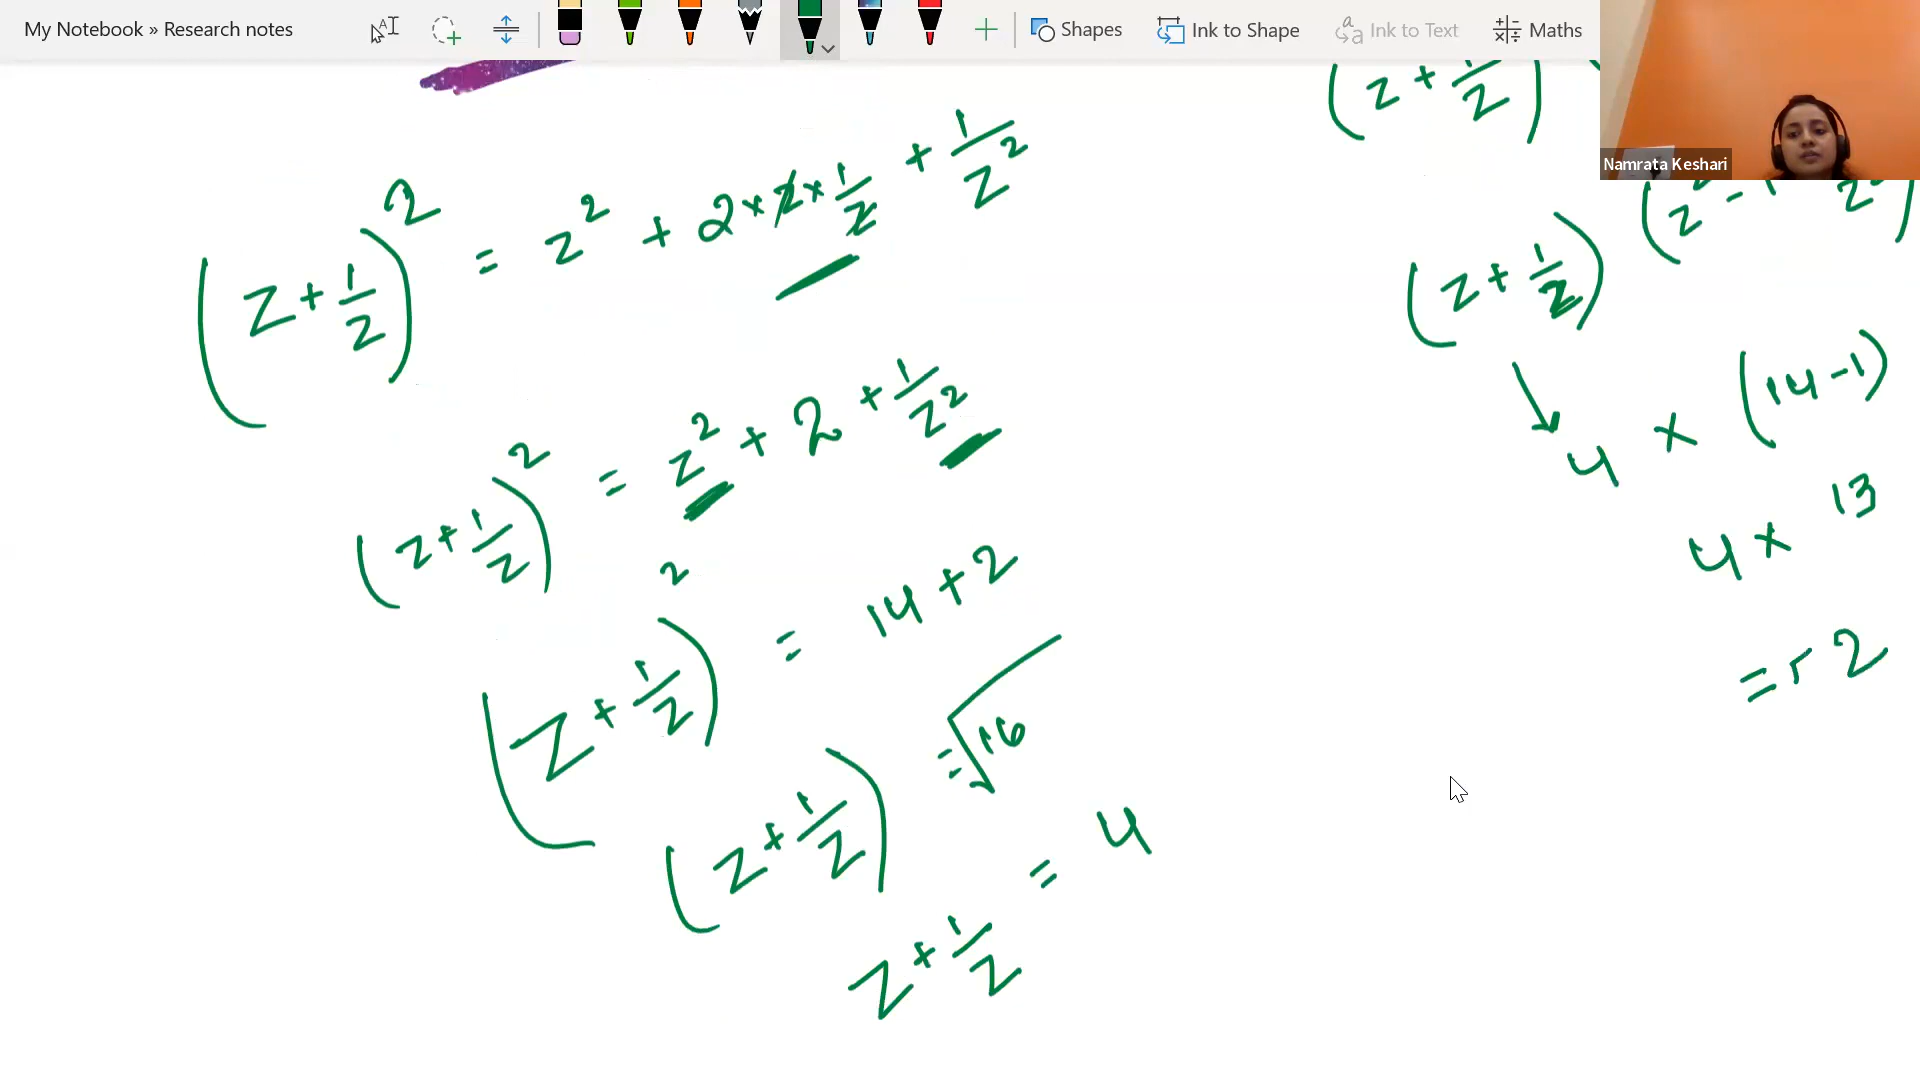 My Notebook » Research notes
Shapes
Ink to Shape
Ink to Text
Maths
Namrata Keshari
(z + 1/z)² = z² + 2 × z × 1/z + 1/z²
(z + 1/z)² = z² + 2 + 1/z²
(z + 1/z)² = 14 + 2
(z + 1/z) = √16
z + 1/z = 4
(z + 1/z)
(z + 1/z) (z² - 1
4 × (14 - 1)
4 × 13
= 52